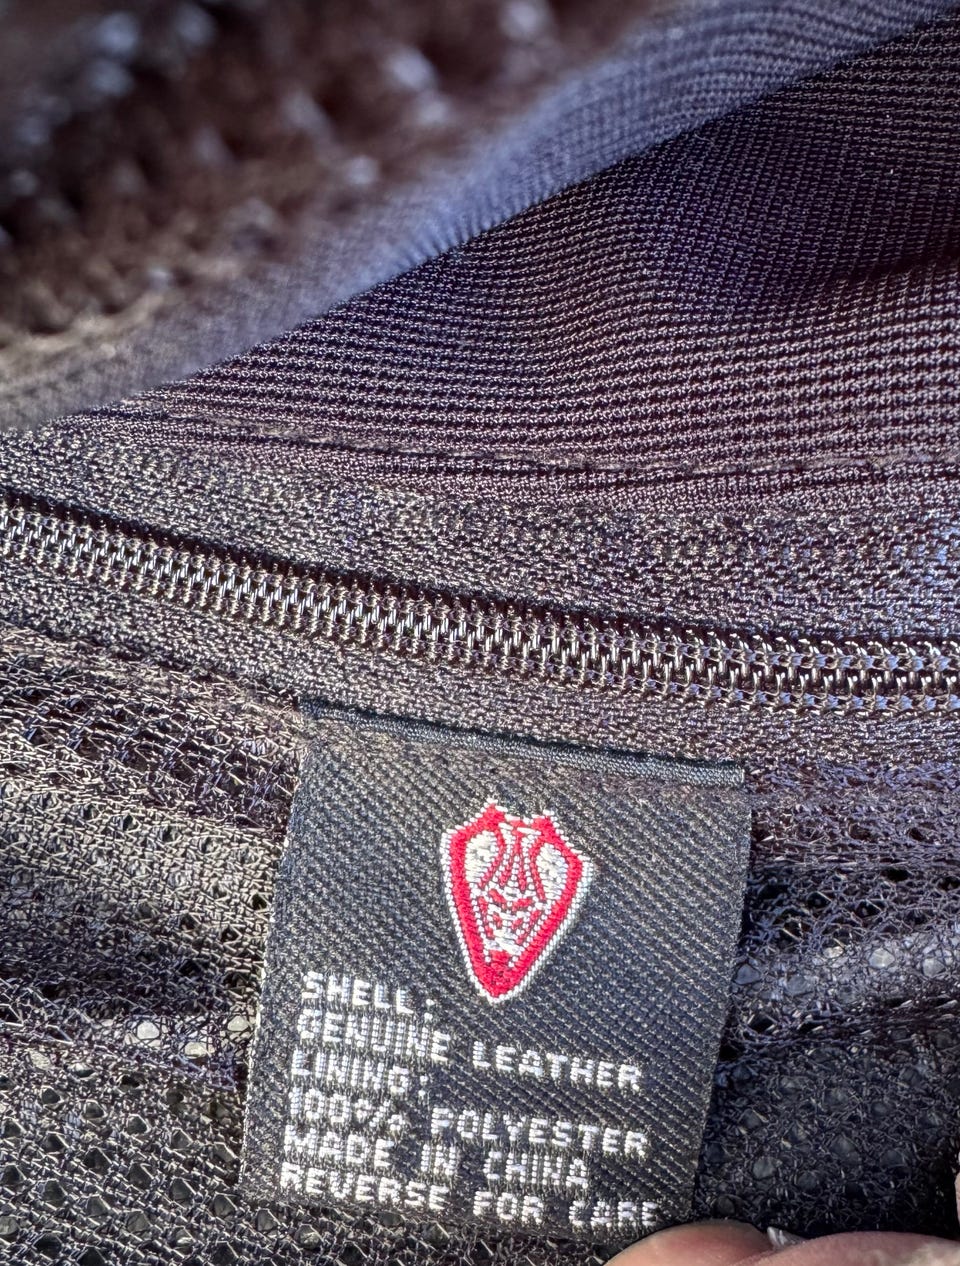 SHELL:
GENUINE LEATHER
LINING:
100% POLYESTER
MADE IN CHINA
REVERSE FOR CARE